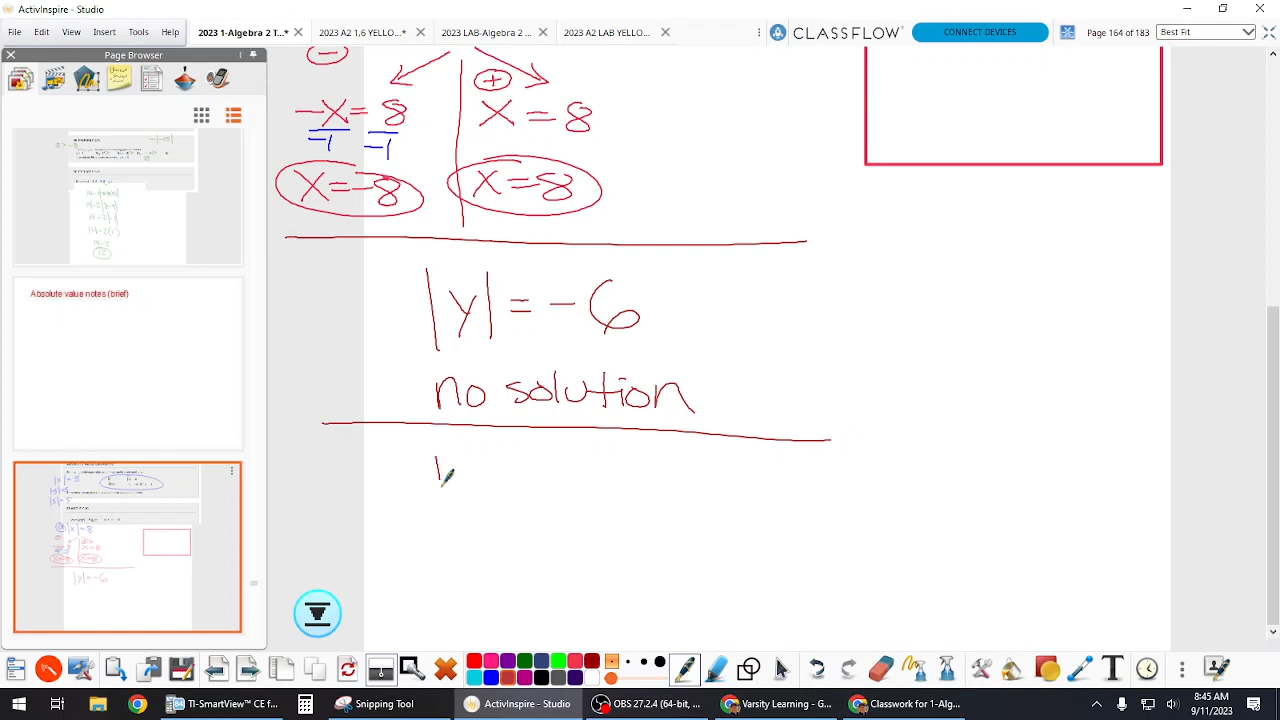 ActivInspire - Studio
2023 1-Algebra 2 T...*
2023 A2 1,6 YELLO...*
2023 LAB-Algebra 2 - ...
2023 A2 LAB YELLO...
File Edit View Insert Tools Help
CLASSFLOW
CONNECT DEVICES
Page 164 of 183
Best Fit
Page Browser
Absolute value notes (brief)
|x| = 8
|y| = -6
−
+
-X = 8
X = 8
-1 -1
X = -8
X = 8
|y| = - 6
no solution
TI-SmartView™ CE f...
Snipping Tool
ActivInspire - Studio
OBS 27.2.4 (64-bit, ...
Varsity Learning - G...
Classwork for 1-Alg...
8:45 AM
9/11/2023